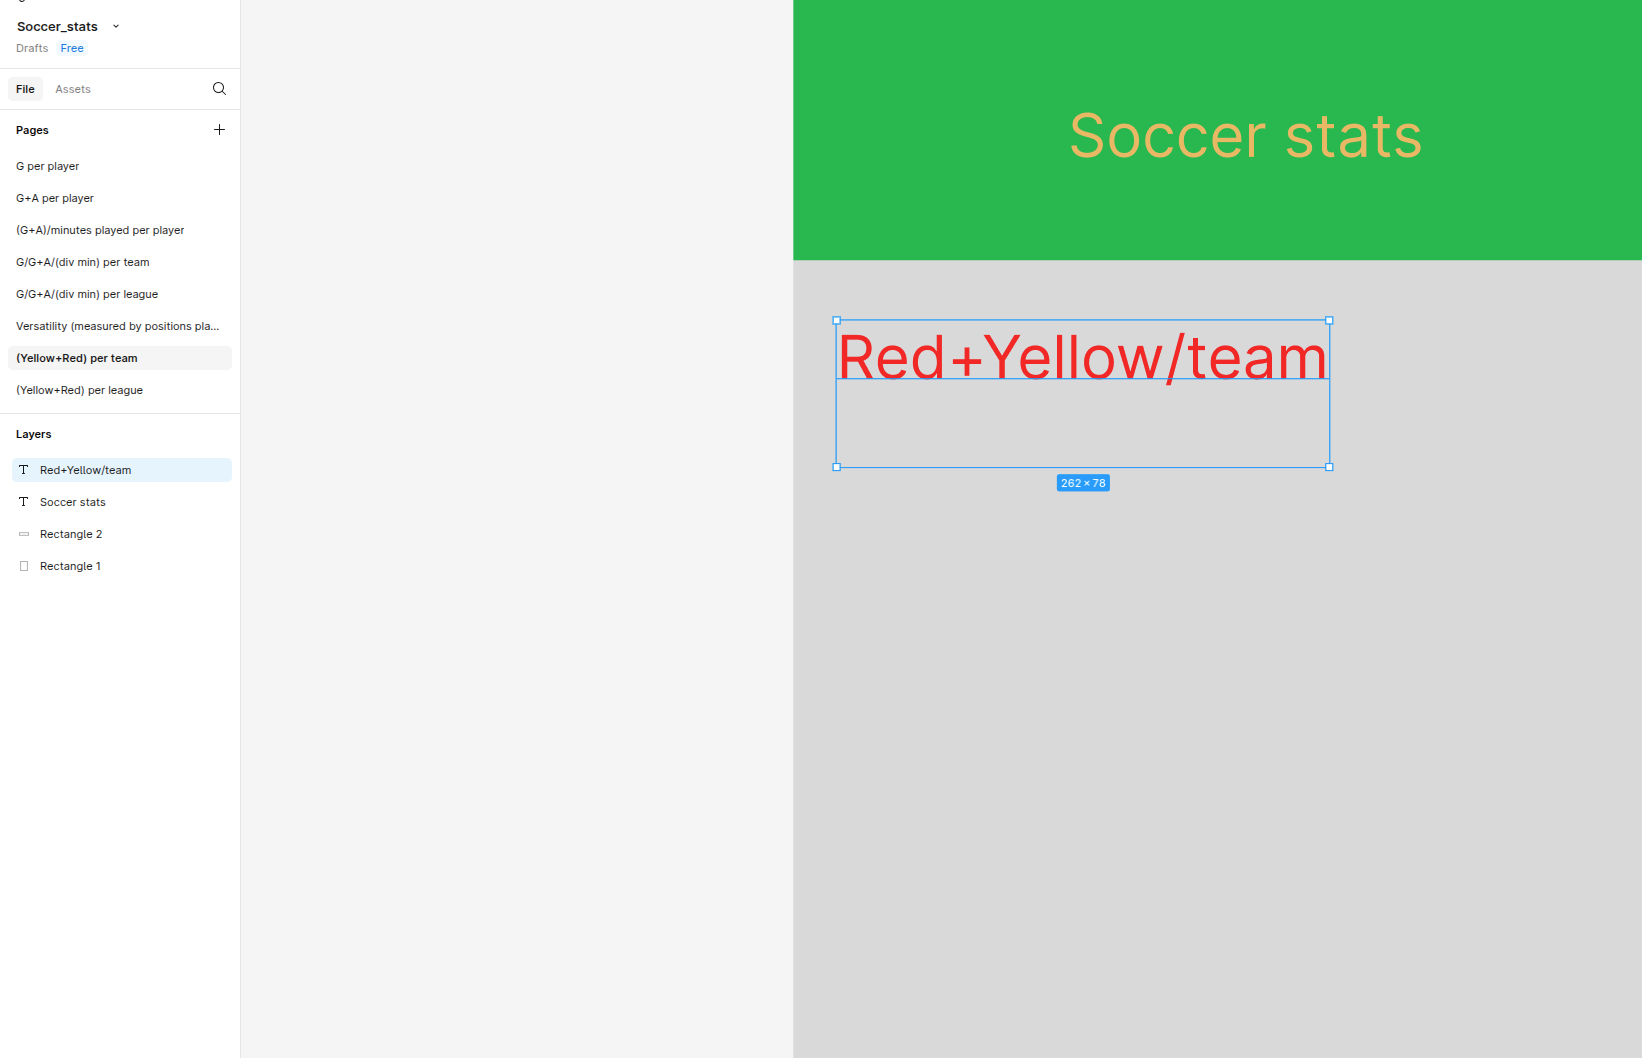 Soccer_stats
Drafts Free
File Assets
Pages
G per player
G+A per player
(G+A)/minutes played per player
G/G+A/(div min) per team
G/G+A/(div min) per league
Versatility (measured by positions pla...
(Yellow+Red) per team
(Yellow+Red) per league
Layers
Red+Yellow/team
Soccer stats
Rectangle 2
Rectangle 1
Soccer stats
Red+Yellow/team
262 × 78